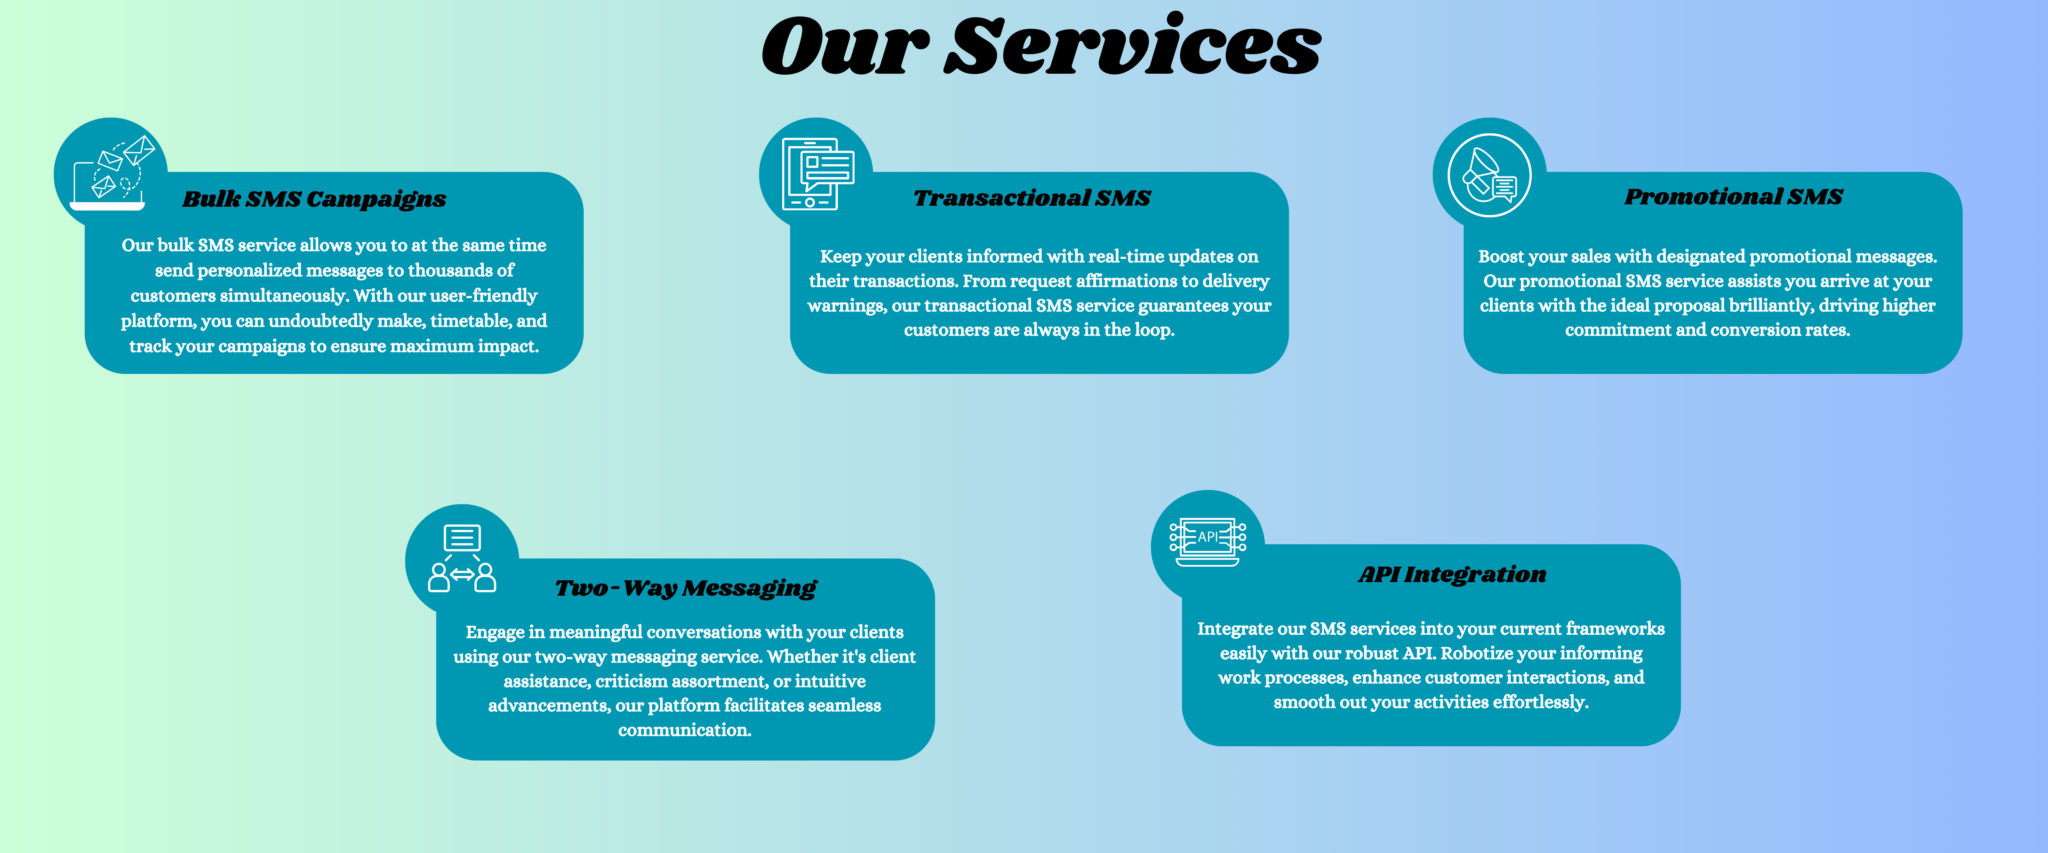 Our Services
Bulk SMS Campaigns
Our bulk SMS service allows you to at the same time
send personalized messages to thousands of
customers simultaneously. With our user-friendly
platform, you can undoubtedly make, timetable, and
track your campaigns to ensure maximum impact.
Transactional SMS
Keep your clients informed with real-time updates on
their transactions. From request affirmations to delivery
warnings, our transactional SMS service guarantees your
customers are always in the loop.
Promotional SMS
Boost your sales with designated promotional messages.
Our promotional SMS service assists you arrive at your
clients with the ideal proposal brilliantly, driving higher
commitment and conversion rates.
Two-Way Messaging
Engage in meaningful conversations with your clients
using our two-way messaging service. Whether it's client
assistance, criticism assortment, or intuitive
advancements, our platform facilitates seamless
communication.
API
API Integration
Integrate our SMS services into your current frameworks
easily with our robust API. Robotize your informing
work processes, enhance customer interactions, and
smooth out your activities effortlessly.